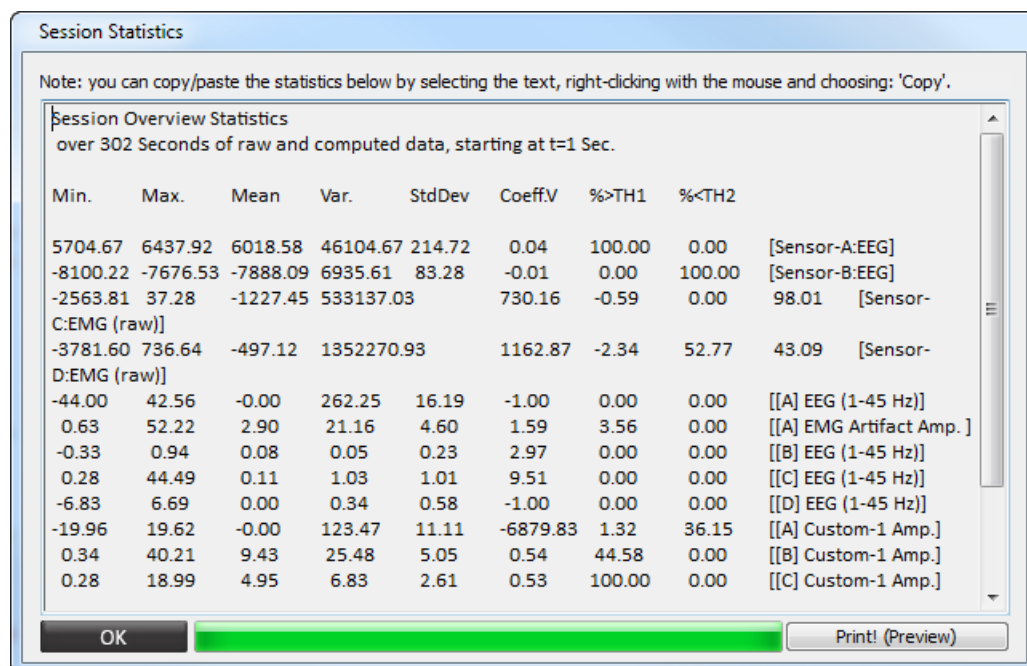 Session Statistics
Note: you can copy/paste the statistics below by selecting the text, right-clicking with the mouse and choosing: 'Copy'.
Session Overview Statistics
over 302 Seconds of raw and computed data, starting at t=1 Sec.
Min. Max. Mean Var. StdDev Coeff.V %>TH1 %<TH2
5704.67 6437.92 6018.58 46104.67 214.72 0.04 100.00 0.00 [Sensor-A:EEG]
-8100.22 -7676.53 -7888.09 6935.61 83.28 -0.01 0.00 100.00 [Sensor-B:EEG]
-2563.81 37.28 -1227.45 533137.03 730.16 -0.59 0.00 98.01 [Sensor-
C:EMG (raw)]
-3781.60 736.64 -497.12 1352270.93 1162.87 -2.34 52.77 43.09 [Sensor-
D:EMG (raw)]
-44.00 42.56 -0.00 262.25 16.19 -1.00 0.00 0.00 [[A] EEG (1-45 Hz)]
0.63 52.22 2.90 21.16 4.60 1.59 3.56 0.00 [[A] EMG Artifact Amp. ]
-0.33 0.94 0.08 0.05 0.23 2.97 0.00 0.00 [[B] EEG (1-45 Hz)]
0.28 44.49 0.11 1.03 1.01 9.51 0.00 0.00 [[C] EEG (1-45 Hz)]
-6.83 6.69 0.00 0.34 0.58 -1.00 0.00 0.00 [[D] EEG (1-45 Hz)]
-19.96 19.62 -0.00 123.47 11.11 -6879.83 1.32 36.15 [[A] Custom-1 Amp.]
0.34 40.21 9.43 25.48 5.05 0.54 44.58 0.00 [[B] Custom-1 Amp.]
0.28 18.99 4.95 6.83 2.61 0.53 100.00 0.00 [[C] Custom-1 Amp.]
OK Print! (Preview)